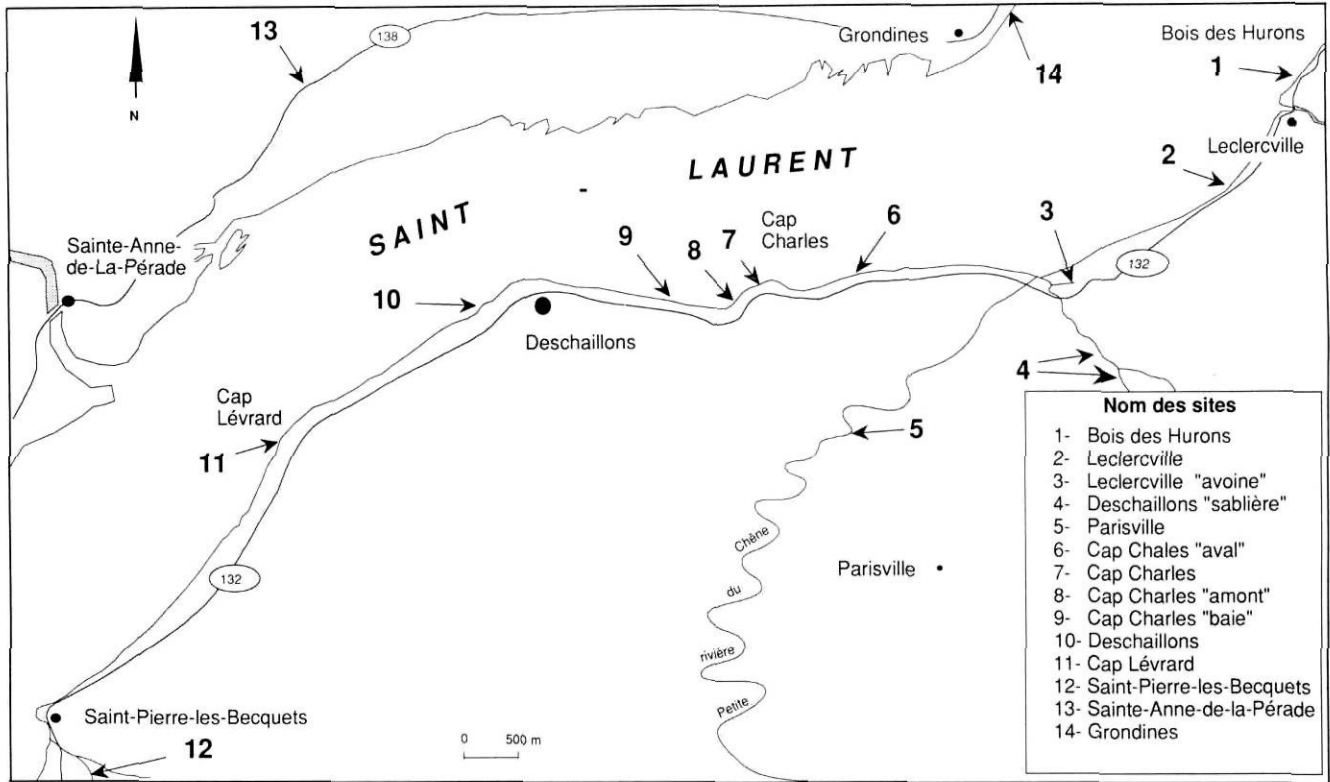 13
138
Grondines
14
Bois des Hurons
1
Leclercville
N
2
SAINT - LAURENT
Sainte-Anne-
de-La-Pérade
Cap
Charles
6
7
8
9
3
132
10
Deschaillons
4
Cap
Lévrard
11
5
132
Parisville
Petite rivière du Chêne
Saint-Pierre-les-Becquets
12
0 500 m
Nom des sites
1- Bois des Hurons
2- Leclercville
3- Leclercville "avoine"
4- Deschaillons "sablière"
5- Parisville
6- Cap Chales "aval"
7- Cap Charles
8- Cap Charles "amont"
9- Cap Charles "baie"
10- Deschaillons
11- Cap Lévrard
12- Saint-Pierre-les-Becquets
13- Sainte-Anne-de-la-Pérade
14- Grondines